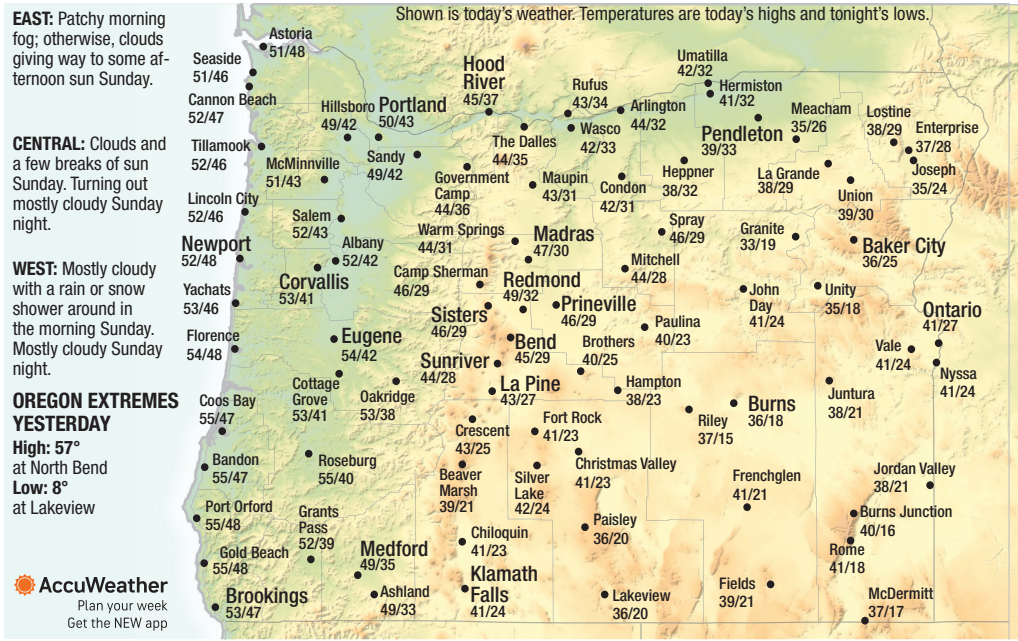 Shown is today's weather. Temperatures are today's highs and tonight's lows.
EAST: Patchy morning
fog; otherwise, clouds
giving way to some af-
ternoon sun Sunday.
CENTRAL: Clouds and
a few breaks of sun
Sunday. Turning out
mostly cloudy Sunday
night.
WEST: Mostly cloudy
with a rain or snow
shower around in
the morning Sunday.
Mostly cloudy Sunday
night.
OREGON EXTREMES
YESTERDAY
High: 57°
at North Bend
Low: 8°
at Lakeview
AccuWeather
Plan your week
Get the NEW app
Astoria
51/48
Seaside
51/46
Cannon Beach
52/47
Hillsboro
49/42
Portland
50/43
Hood
River
45/37
Rufus
43/34
Umatilla
42/32
Hermiston
41/32
Arlington
44/32
Meacham
35/26
Lostine
38/29
Enterprise
37/28
Tillamook
52/46
McMinnville
51/43
Sandy
49/42
The Dalles
44/35
Wasco
42/33
Pendleton
39/33
Joseph
35/24
Government
Camp
44/36
Maupin
43/31
Condon
42/31
Heppner
38/32
La Grande
38/29
Union
39/30
Lincoln City
52/46
Salem
52/43
Warm Springs
44/31
Madras
47/30
Spray
46/29
Granite
33/19
Baker City
36/25
Newport
52/48
Albany
52/42
Corvallis
53/41
Camp Sherman
46/29
Redmond
49/32
Mitchell
44/28
Yachats
53/46
Sisters
46/29
Prineville
46/29
John
Day
41/24
Unity
35/18
Ontario
41/27
Florence
54/48
Eugene
54/42
Bend
45/29
Brothers
40/25
Paulina
40/23
Vale
41/24
Nyssa
41/24
Sunriver
44/28
Cottage
Grove
53/41
Oakridge
53/38
La Pine
43/27
Hampton
38/23
Juntura
38/21
Coos Bay
55/47
Crescent
43/25
Fort Rock
41/23
Riley
37/15
Burns
36/18
Bandon
55/47
Roseburg
55/40
Beaver
Marsh
39/21
Silver
Lake
42/24
Christmas Valley
41/23
Frenchglen
41/21
Jordan Valley
38/21
Port Orford
55/48
Grants
Pass
52/39
Chiloquin
41/23
Paisley
36/20
Burns Junction
40/16
Rome
41/18
Gold Beach
55/48
Medford
49/35
Klamath
Falls
41/24
Brookings
53/47
Ashland
49/33
Lakeview
36/20
Fields
39/21
McDermitt
37/17